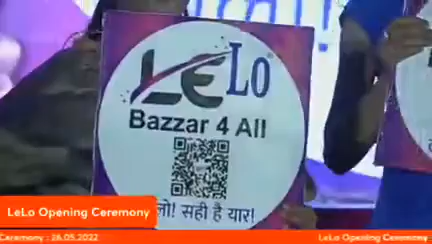 LELO
Bazzar 4 All
लो! सही है यार!
LeLo Opening Ceremony
Ceremony : 26.05.2022
LeLo Opening Ceremony